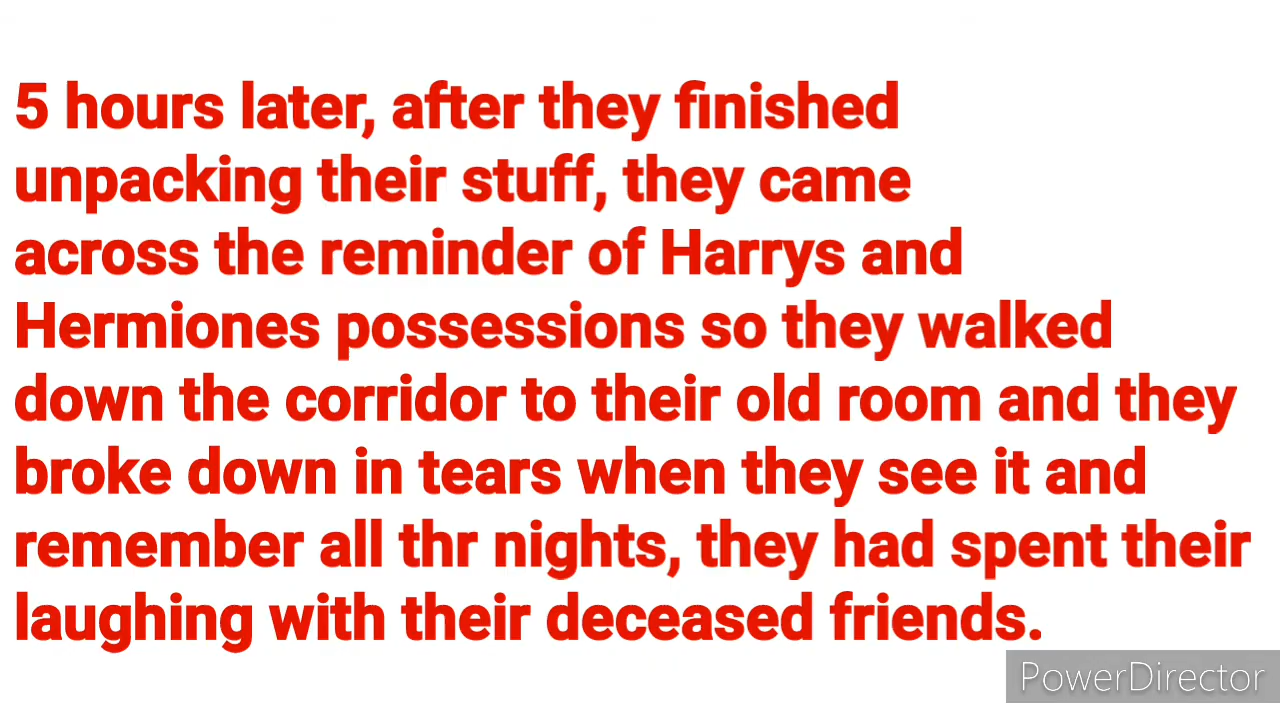 5 hours later, after they finished
unpacking their stuff, they came
across the reminder of Harrys and
Hermiones possessions so they walked
down the corridor to their old room and they
broke down in tears when they see it and
remember all thr nights, they had spent their
laughing with their deceased friends.
PowerDirector